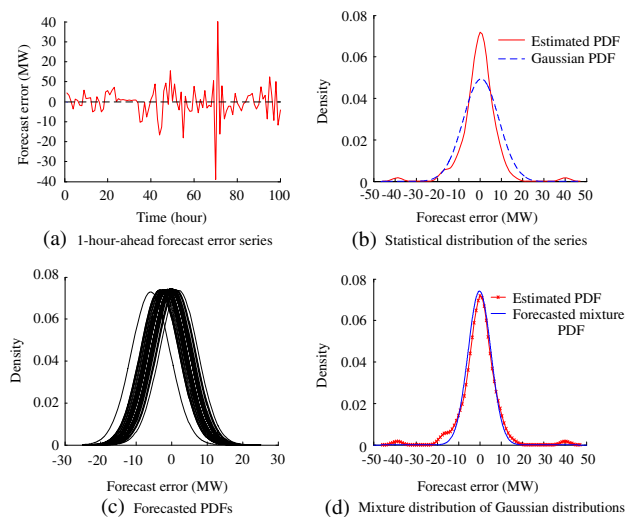 40
30
20
10
0
10
20
30
-40
Forecast error (MW)
0
20
40
60
80
100
Time (hour)
(a) 1-hour-ahead forecast error series
0.08
0.06
0.04
0.02
0
Density
Estimated PDF
Gaussian PDF
-50 -40 -30 -20 -10 0 10 20 30 40 50
Forecast error (MW)
(b) Statistical distribution of the series
0.08
0.06
0.04
0.02
0
Density
-30 -20 -10 0 10 20 30
Forecast error (MW)
(c) Forecasted PDFs
0.08
0.06
0.04
0.02
0
Density
Estimated PDF
Forecasted mixture
PDF
-50 -40 -30 -20 -10 0 10 20 30 40 50
Forecast error (MW)
(d) Mixture distribution of Gaussian distributions